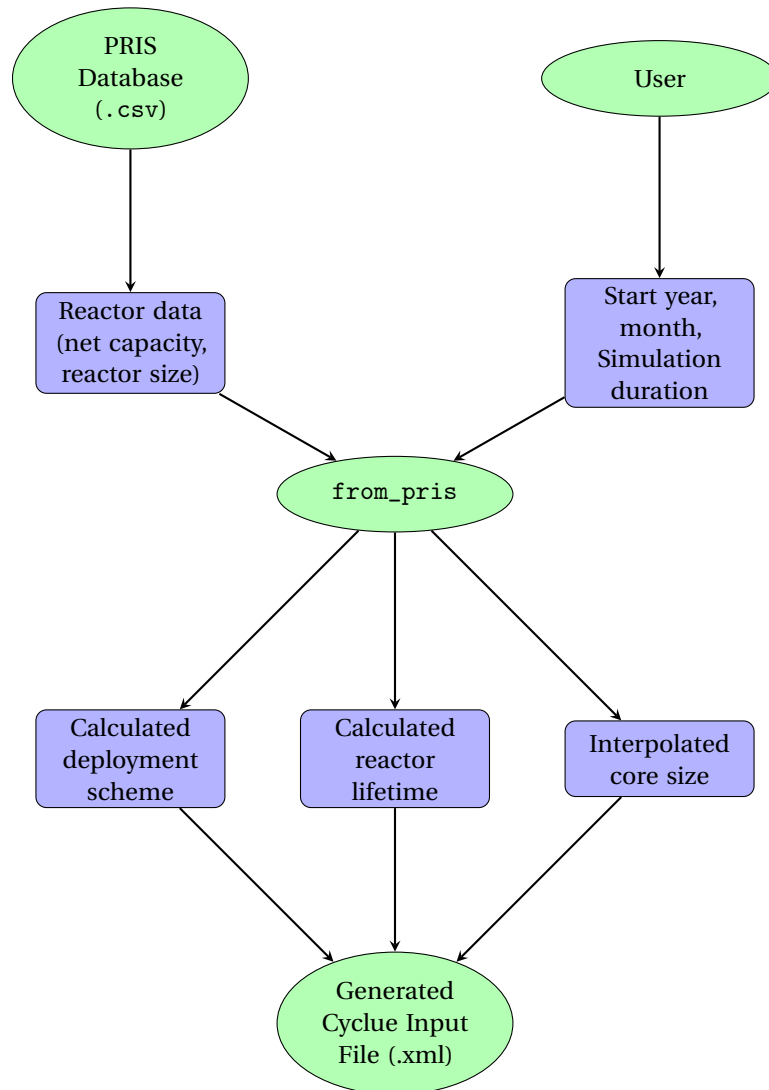 PRIS
Database
(.csv)
User
Reactor data
(net capacity,
reactor size)
Start year,
month,
Simulation
duration
from_pris
Calculated
deployment
scheme
Calculated
reactor
lifetime
Interpolated
core size
Generated
Cyclue Input
File (.xml)